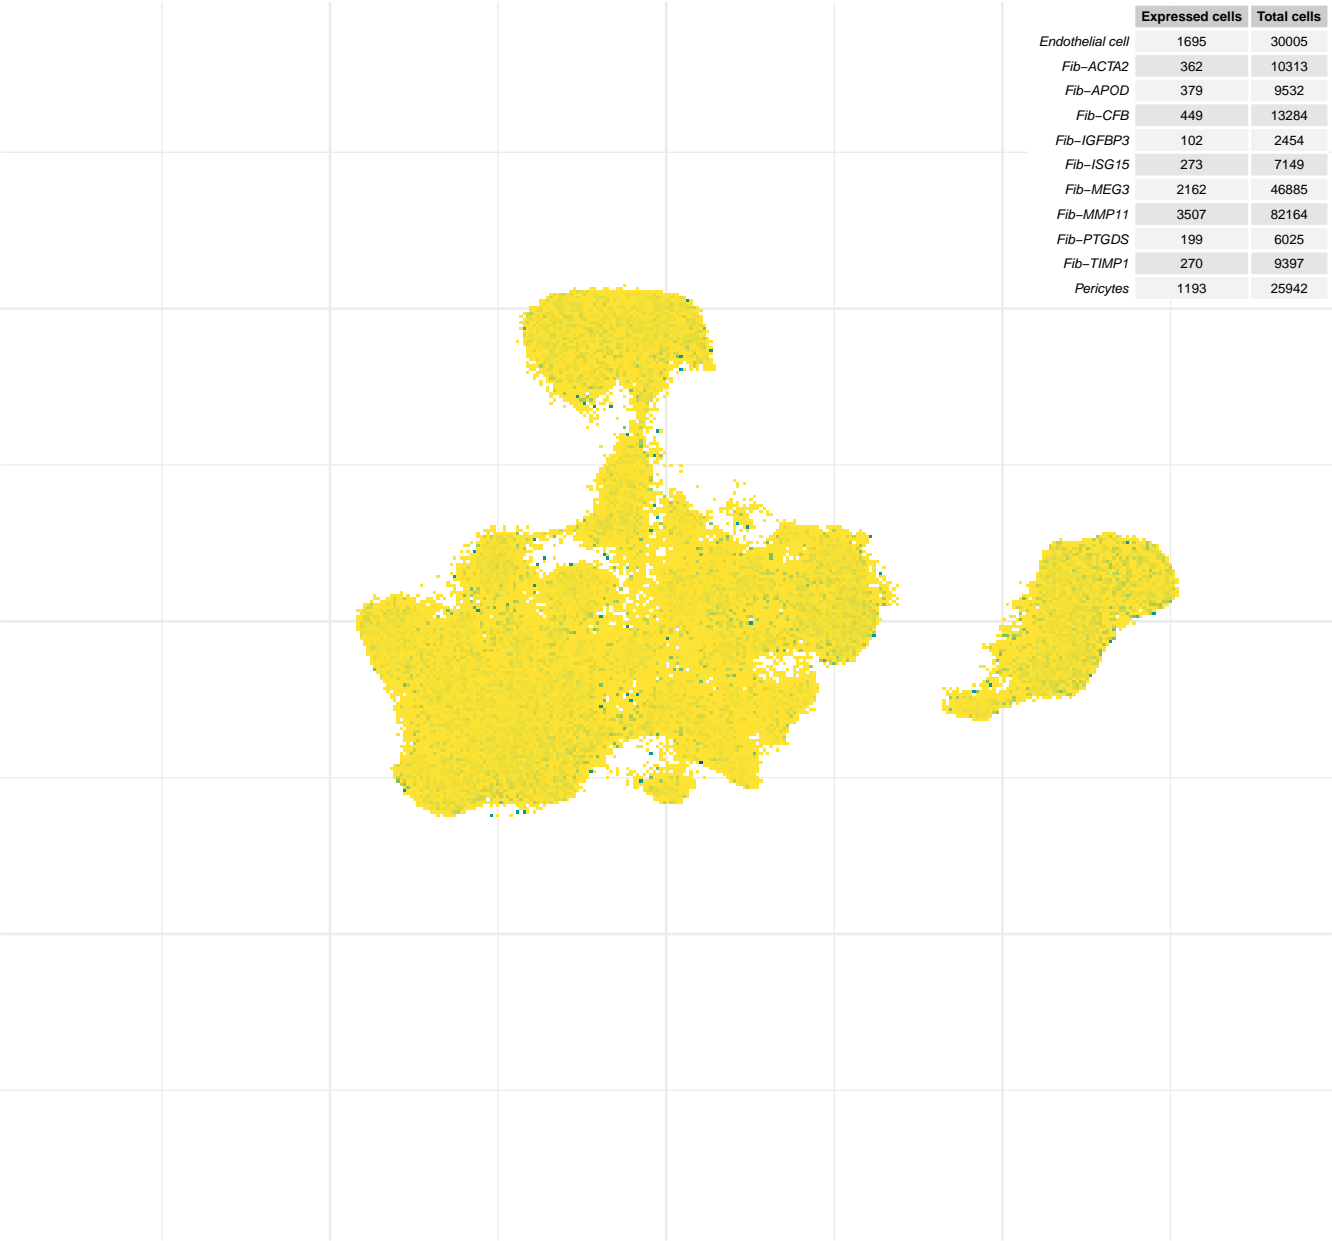 Expressed cells Total cells
Endothelial cell 1695 30005
Fib−ACTA2 362 10313
Fib−APOD 379 9532
Fib−CFB 449 13284
Fib−IGFBP3 102 2454
Fib−ISG15 273 7149
Fib−MEG3 2162 46885
Fib−MMP11 3507 82164
Fib−PTGDS 199 6025
Fib−TIMP1 270 9397
Pericytes 1193 25942